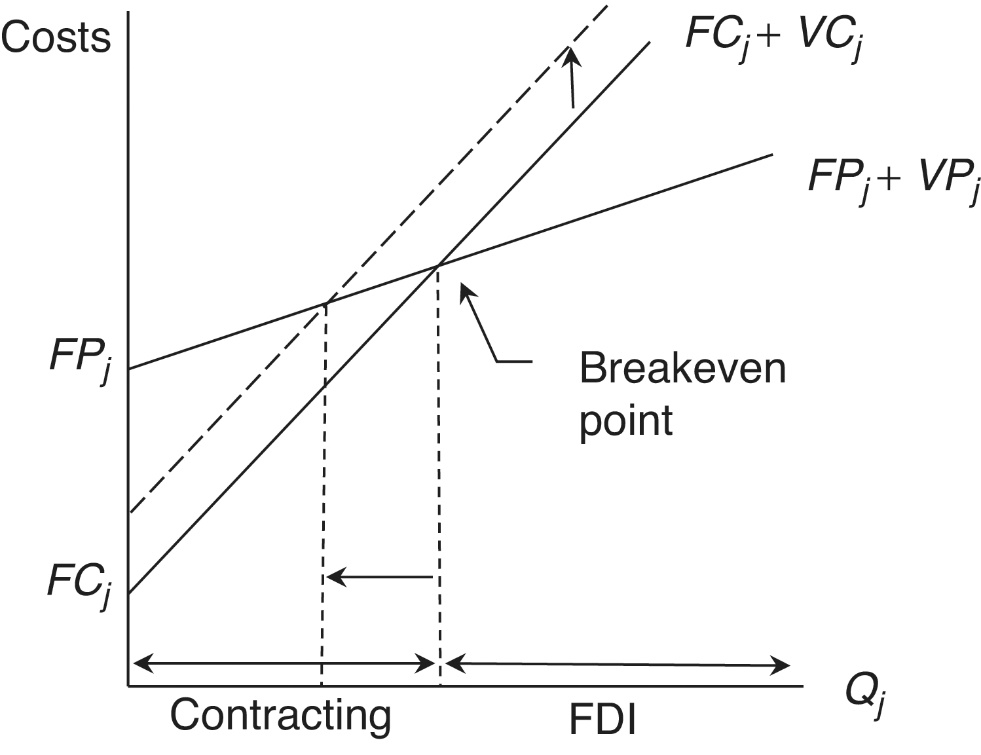 Costs
FCj + VCj
FPj + VPj
FPj
Breakeven
point
FCj
Qj
Contracting
FDI